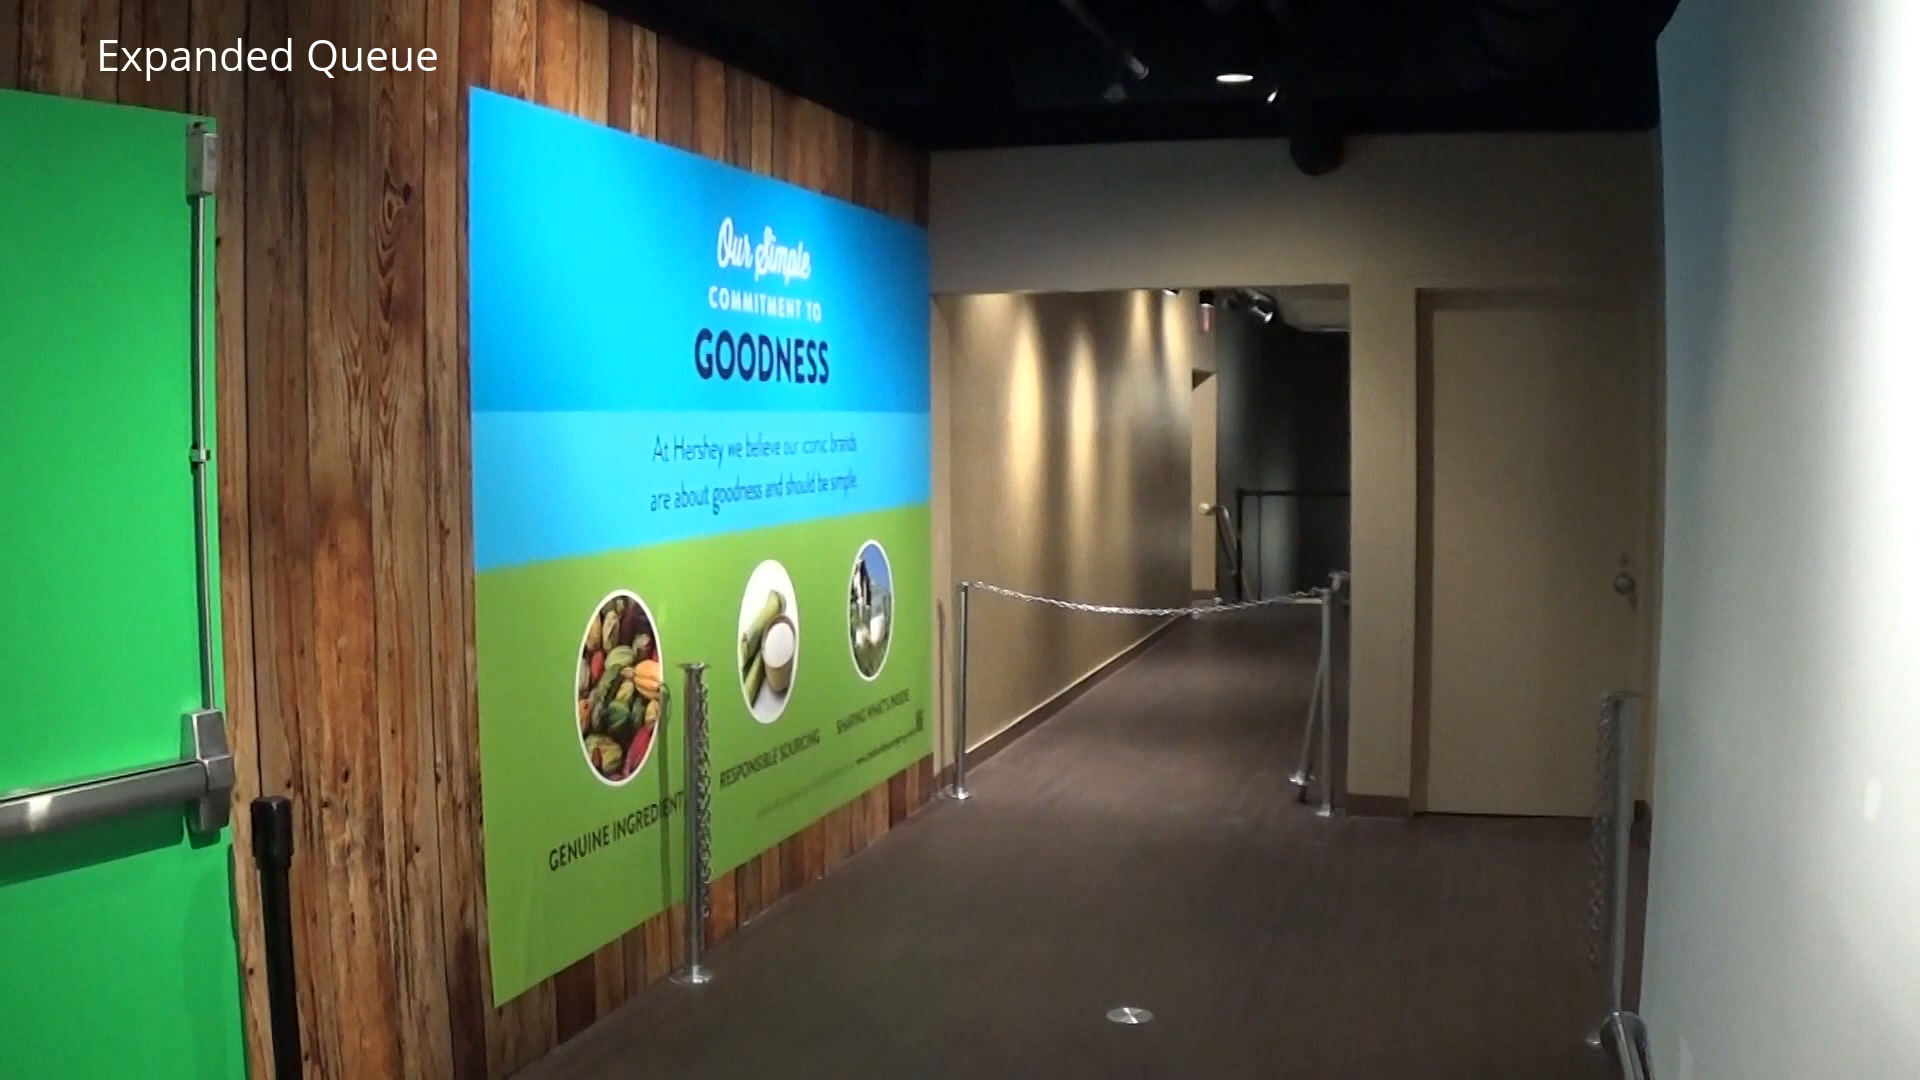 Expanded Queue
Our Simple
COMMITMENT TO
GOODNESS
At Hershey we believe our iconic brands
are about goodness and should be simple.
GENUINE INGREDIENTS
RESPONSIBLE SOURCING
SHARING WHAT'S INSIDE